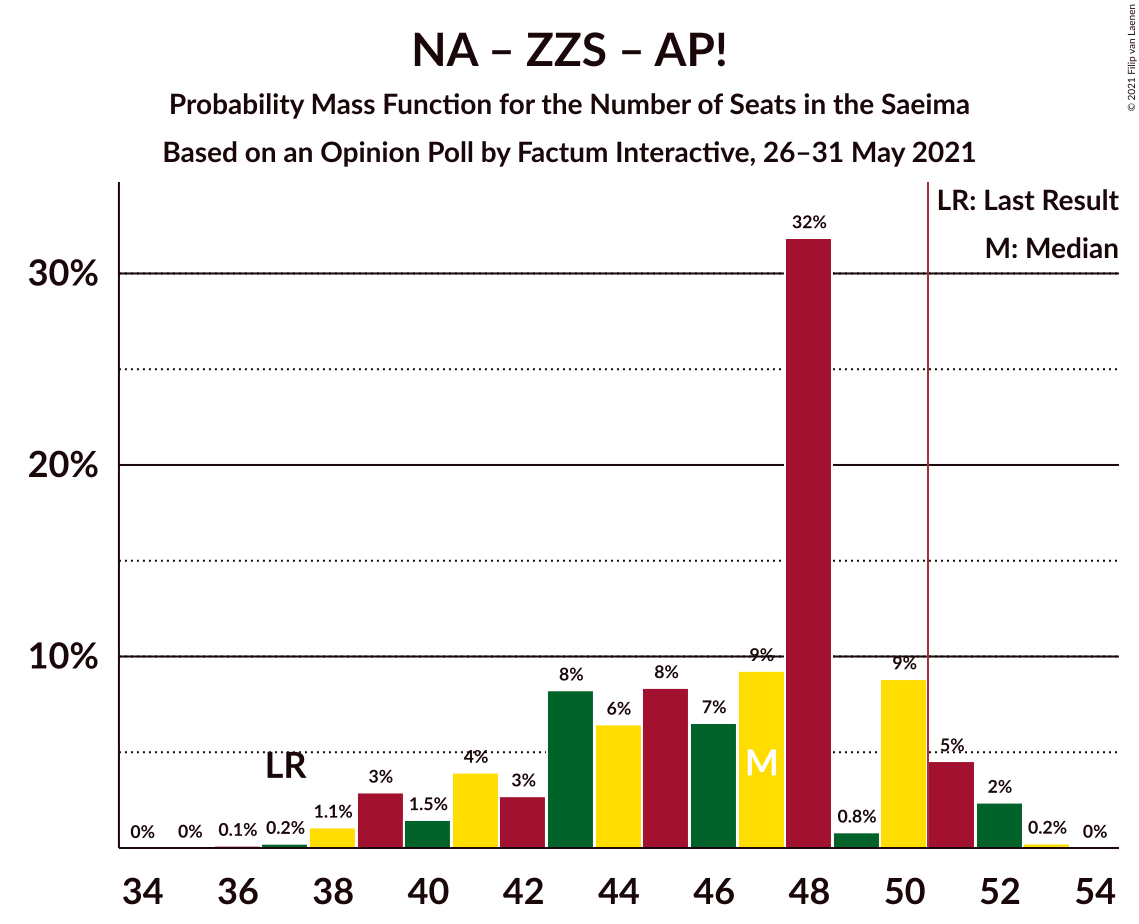 NA – ZZS – AP!
Probability Mass Function for the Number of Seats in the Saeima
Based on an Opinion Poll by Factum Interactive, 26–31 May 2021
© 2021 Filip van Laenen
LR: Last Result
M: Median
30%
20%
10%
0%
0%
0.1%
0.2%
1.1%
3%
1.5%
4%
3%
8%
6%
8%
7%
9%
32%
0.8%
9%
5%
2%
0.2%
0%
LR
M
34 36 38 40 42 44 46 48 50 52 54